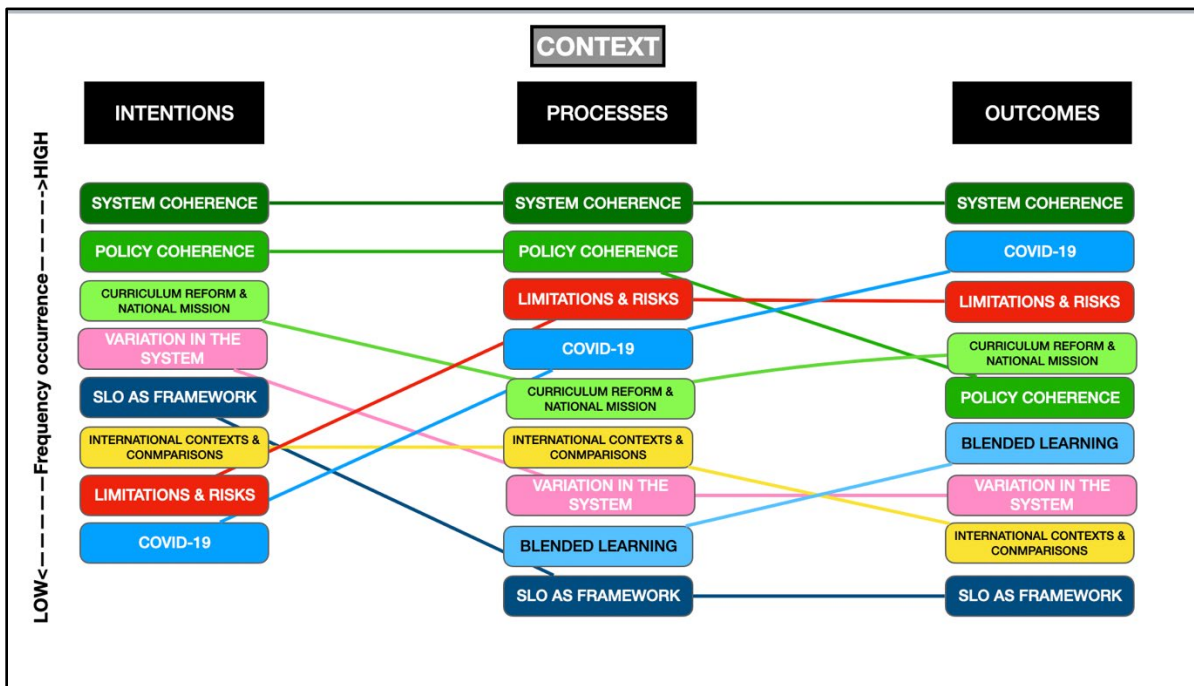 CONTEXT
INTENTIONS
PROCESSES
OUTCOMES
LOW<------Frequency occurrence------->HIGH
SYSTEM COHERENCE
POLICY COHERENCE
CURRICULUM REFORM &
NATIONAL MISSION
VARIATION IN THE
SYSTEM
SLO AS FRAMEWORK
INTERNATIONAL CONTEXTS &
CONMPARISONS
LIMITATIONS & RISKS
COVID-19
SYSTEM COHERENCE
POLICY COHERENCE
LIMITATIONS & RISKS
COVID-19
CURRICULUM REFORM &
NATIONAL MISSION
INTERNATIONAL CONTEXTS &
CONMPARISONS
VARIATION IN THE
SYSTEM
BLENDED LEARNING
SLO AS FRAMEWORK
SYSTEM COHERENCE
COVID-19
LIMITATIONS & RISKS
CURRICULUM REFORM &
NATIONAL MISSION
POLICY COHERENCE
BLENDED LEARNING
VARIATION IN THE
SYSTEM
INTERNATIONAL CONTEXTS &
CONMPARISONS
SLO AS FRAMEWORK